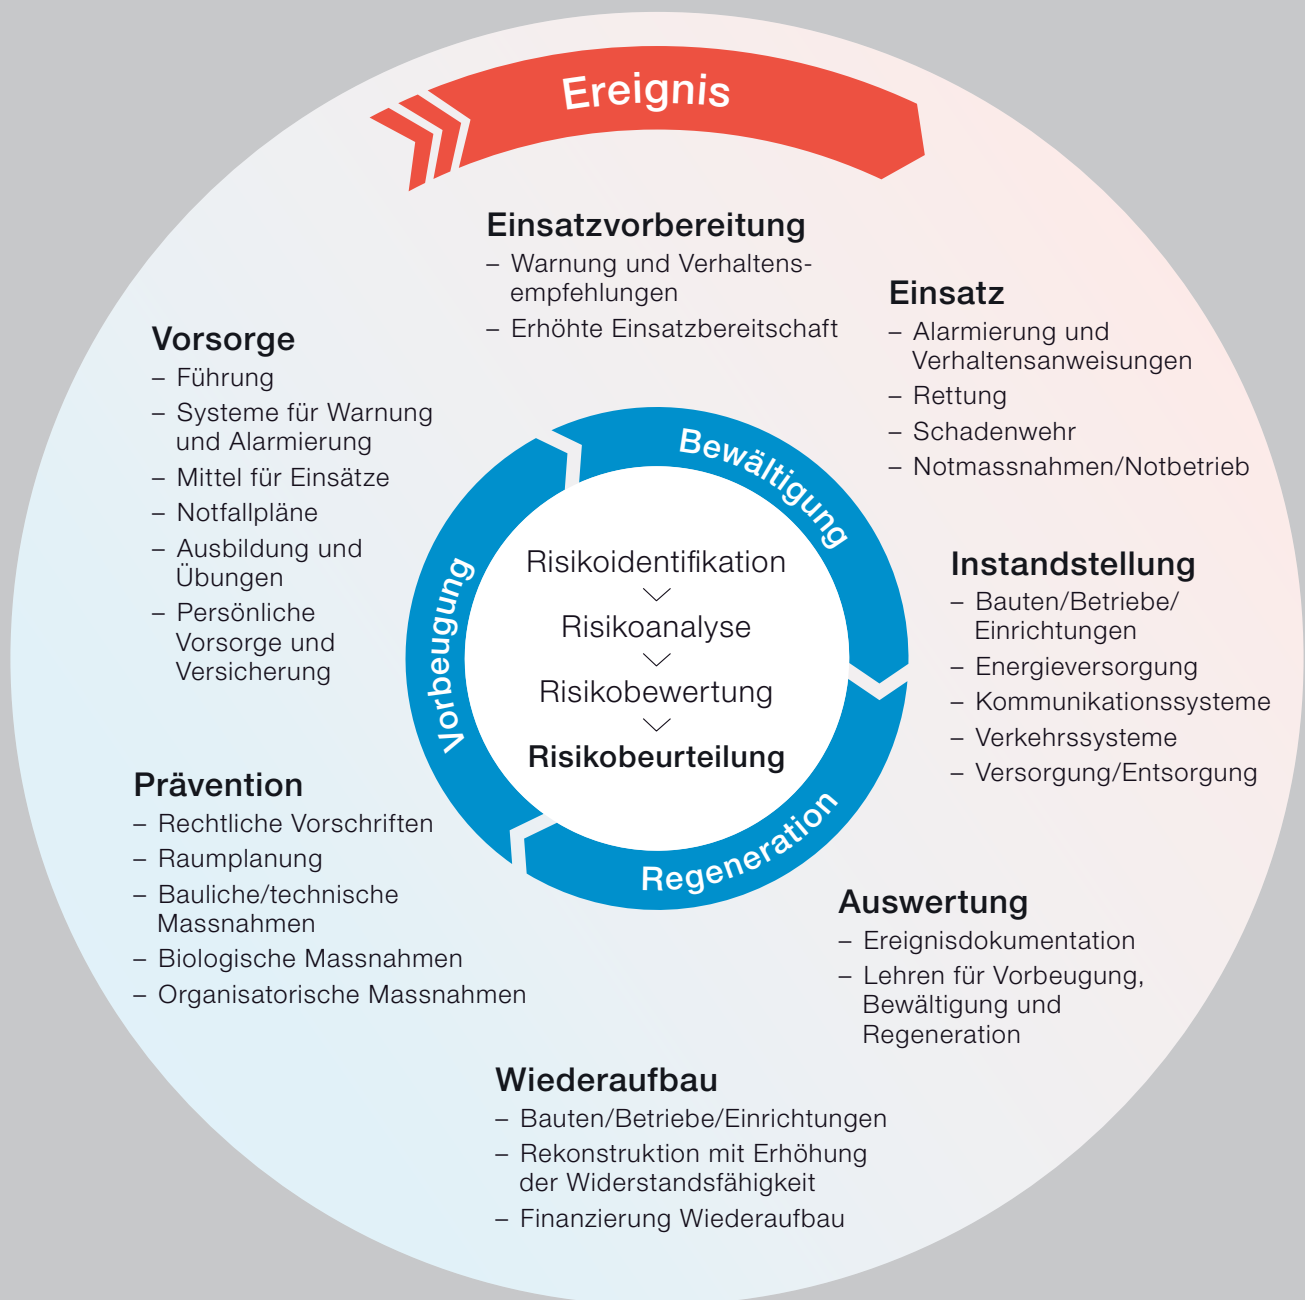 Ereignis
Einsatzvorbereitung
– Warnung und Verhaltens-
empfehlungen
– Erhöhte Einsatzbereitschaft
Einsatz
– Alarmierung und
Verhaltensanweisungen
– Rettung
– Schadenwehr
– Notmassnahmen/Notbetrieb
Vorsorge
– Führung
– Systeme für Warnung
und Alarmierung
– Mittel für Einsätze
– Notfallpläne
– Ausbildung und
Übungen
– Persönliche
Vorsorge und
Versicherung
Bewältigung
Vorbeugung
Regeneration
Risikoidentifikation
Risikoanalyse
Risikobewertung
Risikobeurteilung
Instandstellung
– Bauten/Betriebe/
Einrichtungen
– Energieversorgung
– Kommunikationssysteme
– Verkehrssysteme
– Versorgung/Entsorgung
Prävention
– Rechtliche Vorschriften
– Raumplanung
– Bauliche/technische
Massnahmen
– Biologische Massnahmen
– Organisatorische Massnahmen
Auswertung
– Ereignisdokumentation
– Lehren für Vorbeugung,
Bewältigung und
Regeneration
Wiederaufbau
– Bauten/Betriebe/Einrichtungen
– Rekonstruktion mit Erhöhung
der Widerstandsfähigkeit
– Finanzierung Wiederaufbau